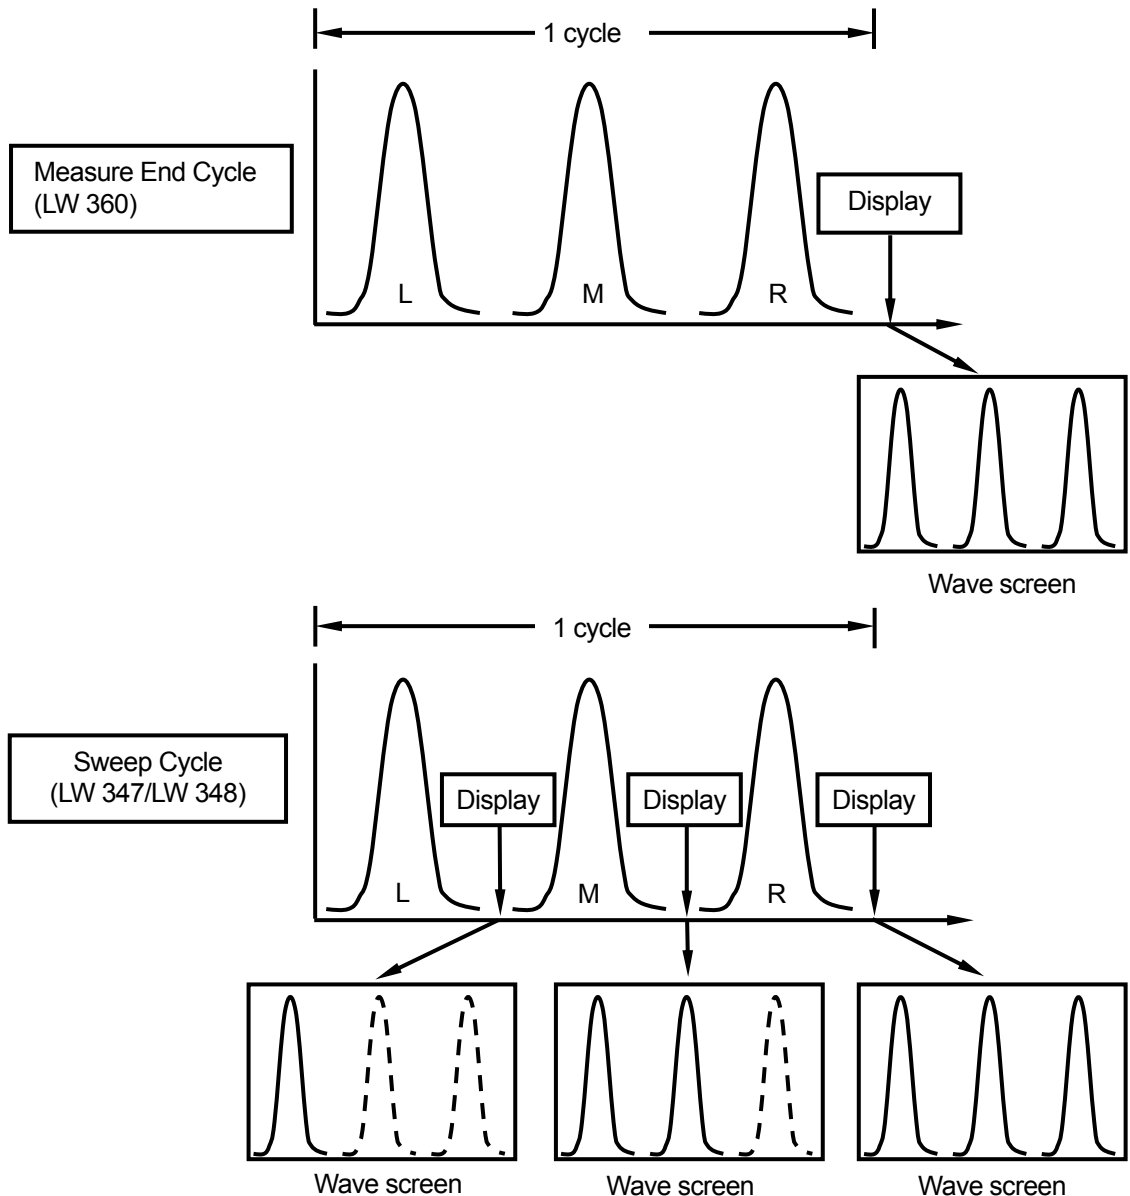 1 cycle
Measure End Cycle
(LW 360)
Display
L
M
R
Wave screen
1 cycle
Sweep Cycle
(LW 347/LW 348)
Display
Display
Display
L
M
R
Wave screen
Wave screen
Wave screen